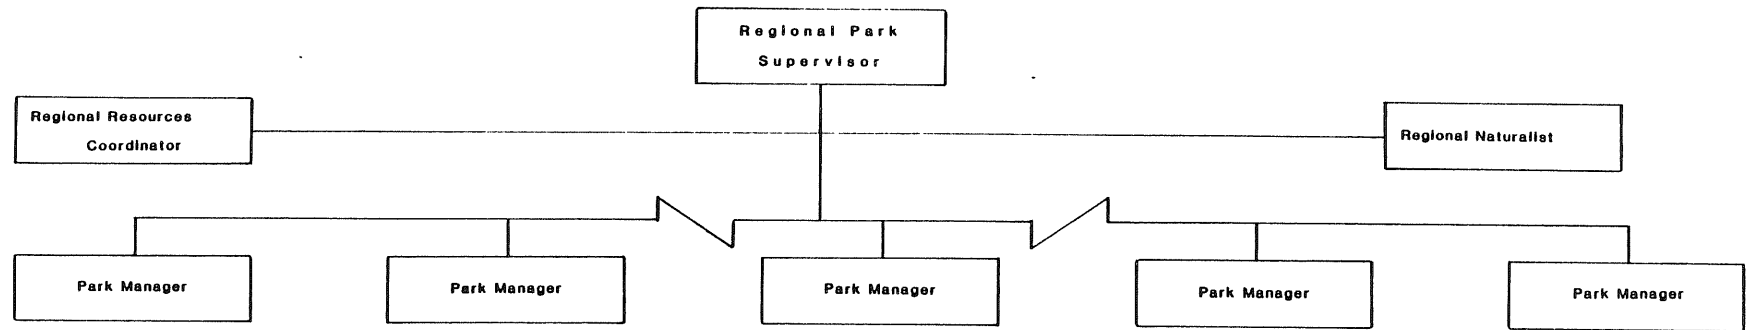 Regional Park
Supervisor
Regional Resources
Coordinator
Regional Naturalist
Park Manager
Park Manager
Park Manager
Park Manager
Park Manager